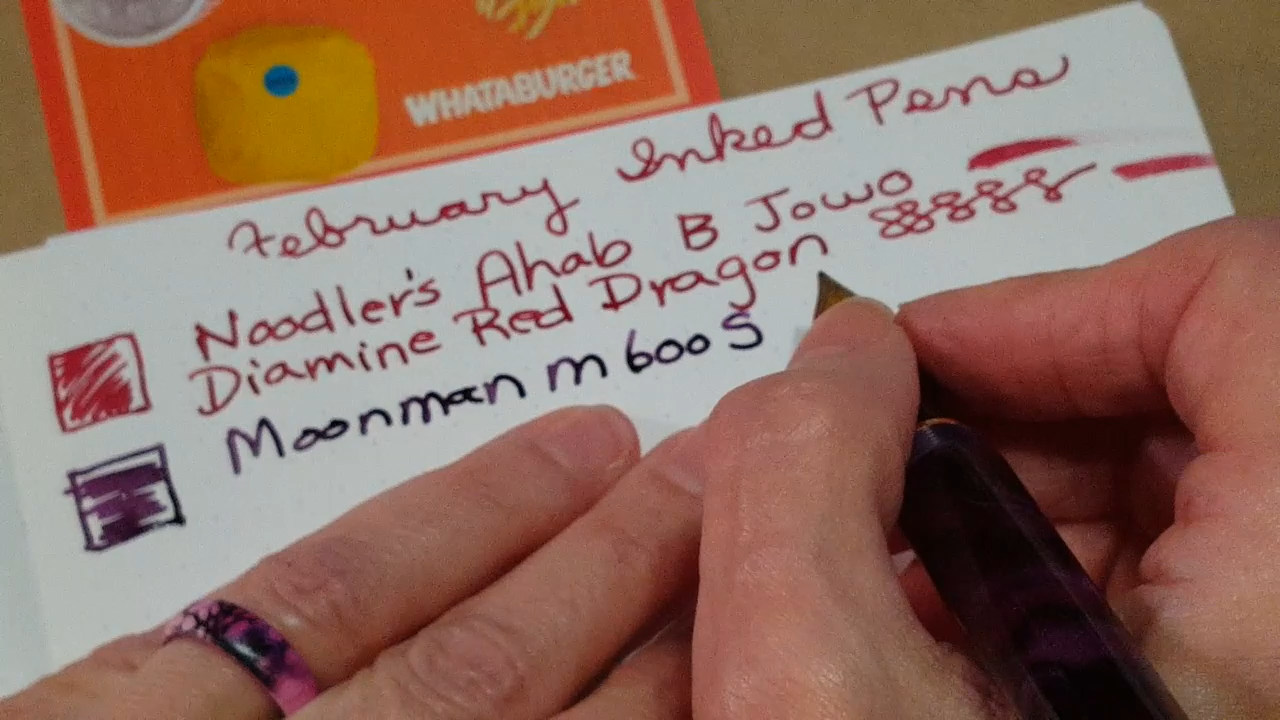 WHATABURGER
February Inked Pens
Noodler's Ahab B Jowo
Diamine Red Dragon
Moonman m600S